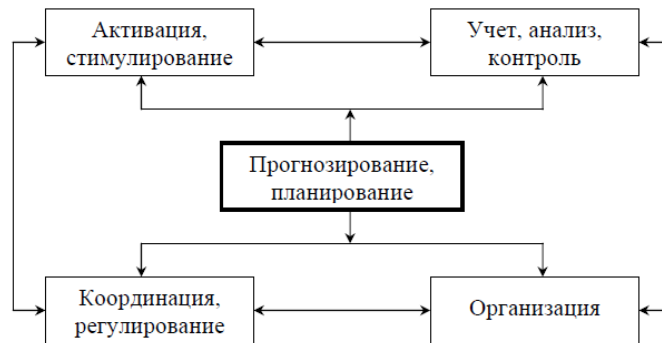 Активация,
стимулирование
Учет, анализ,
контроль
Прогнозирование,
планирование
Координация,
регулирование
Организация